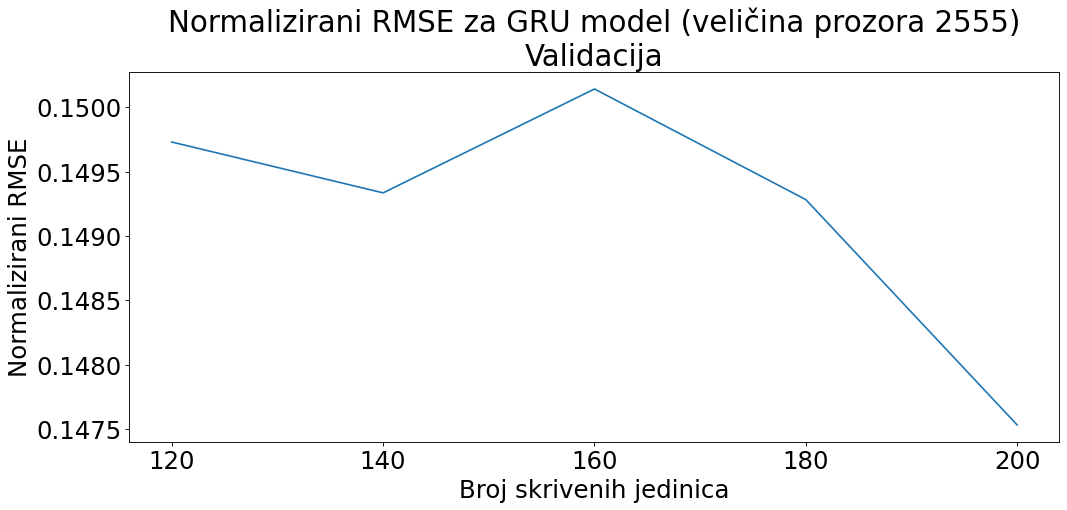 Normalizirani RMSE za GRU model (veličina prozora 2555)
Validacija
Normalizirani RMSE
0.1500
0.1495
0.1490
0.1485
0.1480
0.1475
120 140 160 180 200
Broj skrivenih jedinica